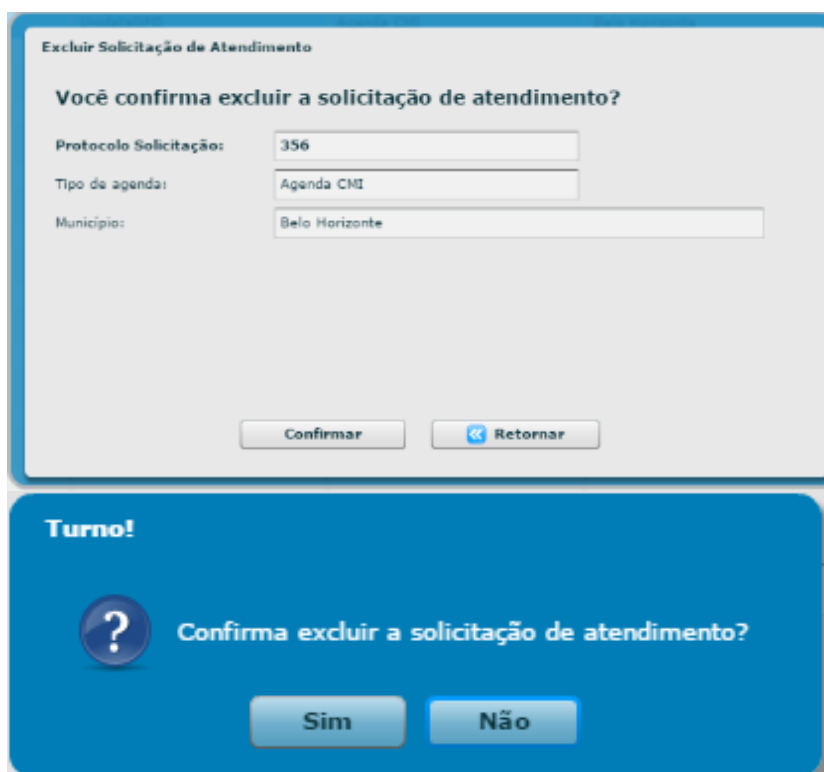 Excluir Solicitação de Atendimento
Você confirma excluir a solicitação de atendimento?
Protocolo Solicitação: 356
Tipo de agenda: Agenda CMI
Município: Belo Horizonte
Confirmar Retornar
Turno!
Confirma excluir a solicitação de atendimento?
Sim Não